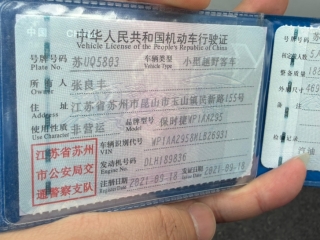 中华人民共和国机动车行驶证
Vehicle License of the People's Republic of China
号牌号码 苏UQ5803 车辆类型 小型越野客车
Plate No. Vehicle Type
所有人 张良丰
Owner
住址 江苏省苏州市昆山市玉山镇民新路155号
Address
使用性质 非营运 品牌型号 保时捷WP1AA295
Use Character Model
江苏省苏州市公安局交通警察支队
车辆识别代号
VIN
发动机号码 DLH189836
Engine No.
注册日期 2021-09-18 发证日期 2021-09-18
Register Date Issue Date